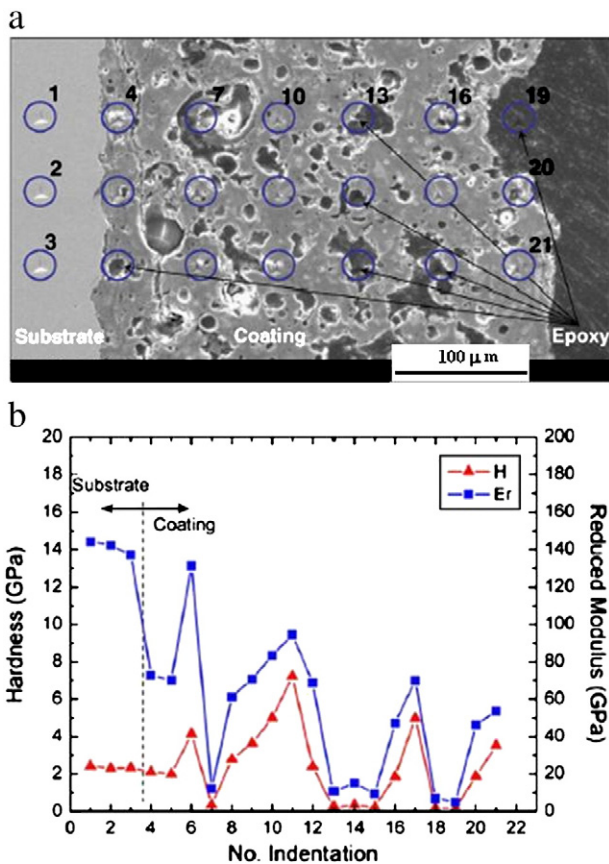 a
1 4 7 10 13 16 19
2 20
3 21
Substrate Coating Epoxy
100 μm
b
20 200
18 180
16 160
14 140
12 120
10 100
8 80
6 60
4 40
2 20
0 0
Hardness (GPa)
Reduced Modulus (GPa)
Substrate
Coating
H
Er
0 2 4 6 8 10 12 14 16 18 20 22
No. Indentation